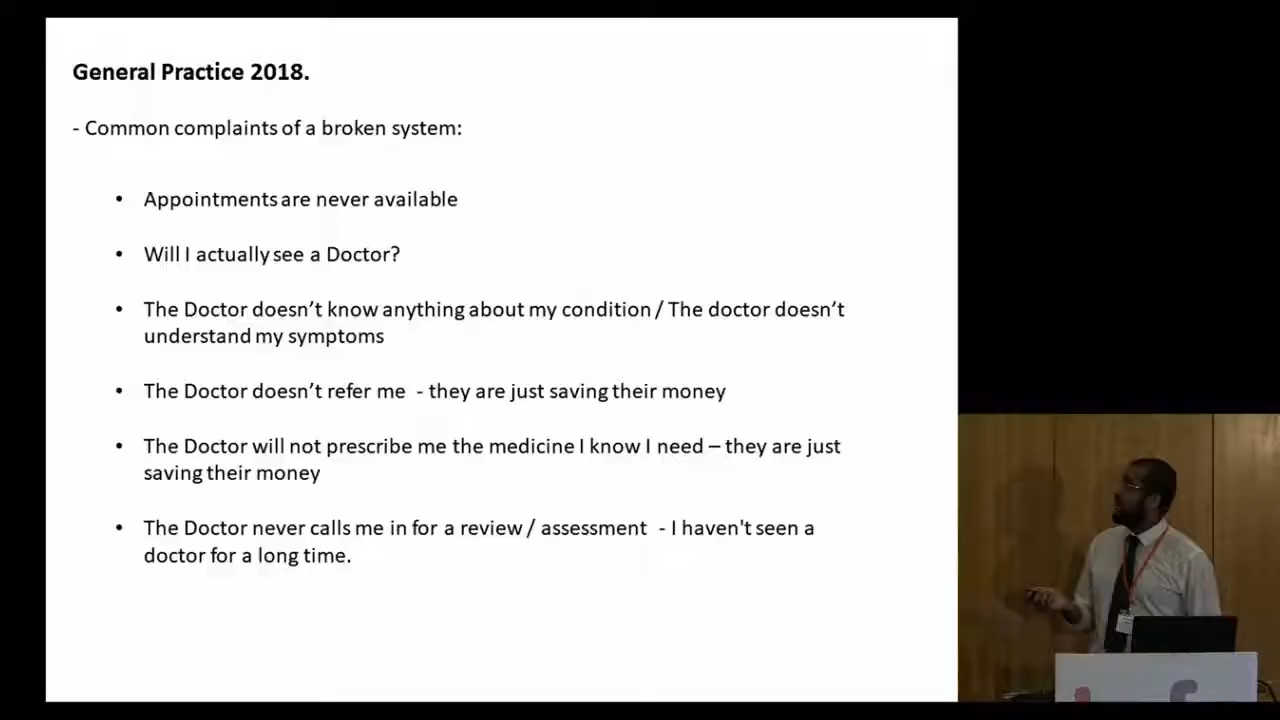 General Practice 2018.
- Common complaints of a broken system:
• Appointments are never available
• Will I actually see a Doctor?
• The Doctor doesn’t know anything about my condition / The doctor doesn’t
understand my symptoms
• The Doctor doesn’t refer me - they are just saving their money
• The Doctor will not prescribe me the medicine I know I need – they are just
saving their money
• The Doctor never calls me in for a review / assessment - I haven't seen a
doctor for a long time.